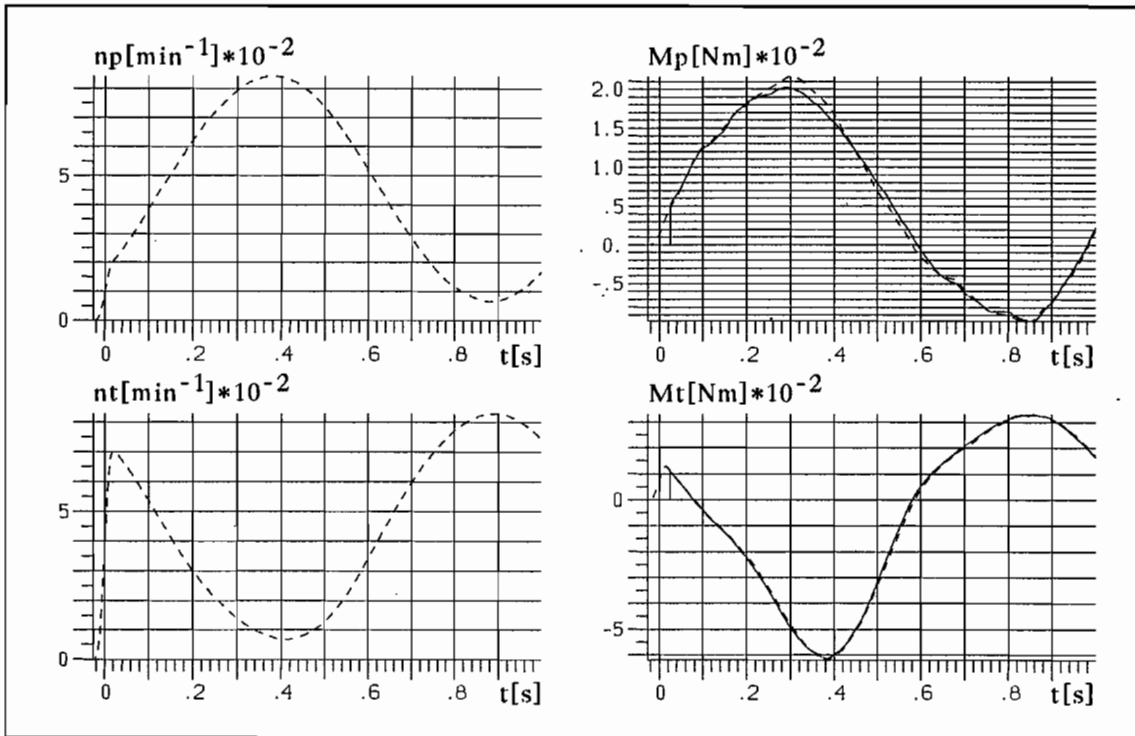 np[min⁻¹]*10⁻²
5
0
0 .2 .4 .6 .8 t[s]
Mp[Nm]*10⁻²
2.0
1.5
1.0
.5
0.
-.5
0 .2 .4 .6 .8 t[s]
nt[min⁻¹]*10⁻²
5
0
0 .2 .4 .6 .8 t[s]
Mt[Nm]*10⁻²
0
-5
0 .2 .4 .6 .8 t[s]